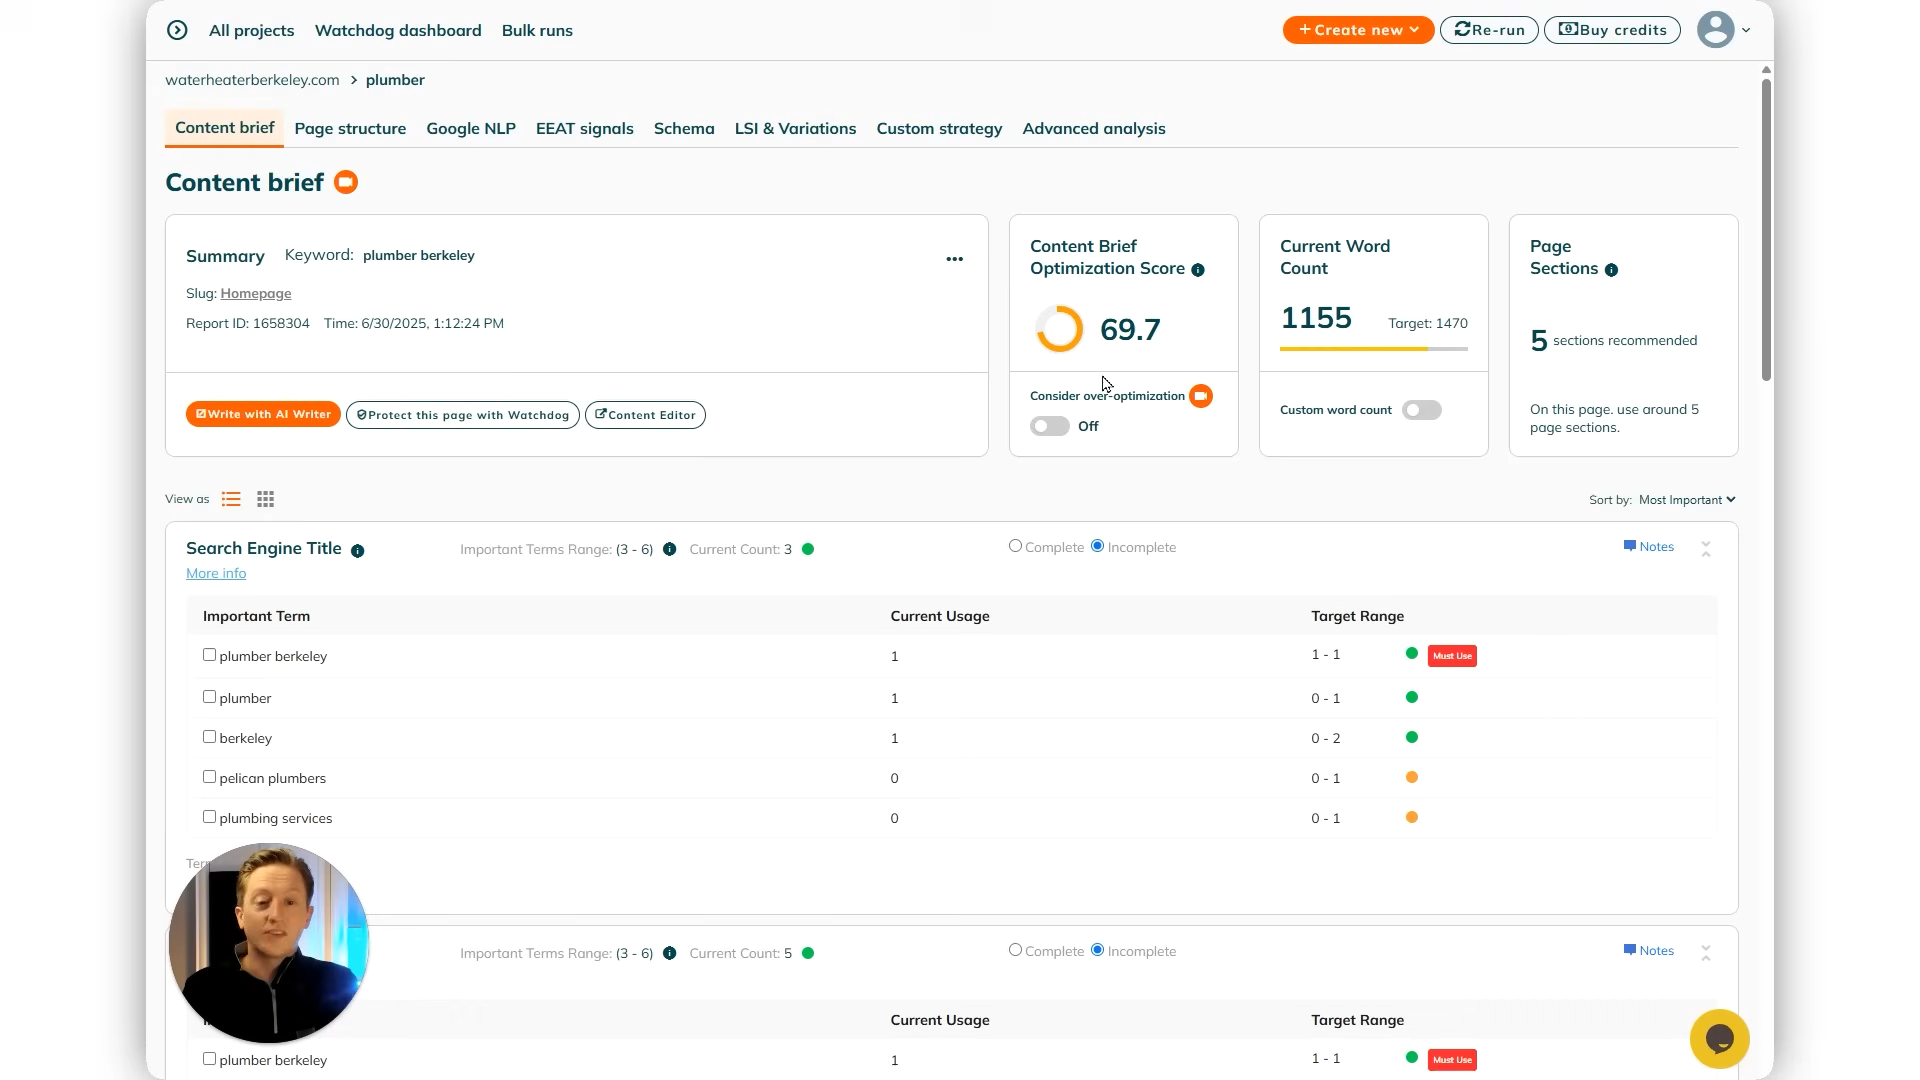 All projects Watchdog dashboard Bulk runs
+ Create new Re-run Buy credits
waterheaterberkeley.com > plumber
Content brief Page structure Google NLP EEAT signals Schema LSI & Variations Custom strategy Advanced analysis
Content brief
Summary Keyword: plumber berkeley
Slug: Homepage
Report ID: 1658304 Time: 6/30/2025, 1:12:24 PM
Write with AI Writer Protect this page with Watchdog Content Editor
Content Brief
Optimization Score
69.7
Consider over-optimization
Off
Current Word
Count
1155 Target: 1470
Custom word count
Page
Sections
5 sections recommended
On this page. use around 5
page sections.
View as
Sort by: Most Important
Search Engine Title Important Terms Range: (3 - 6) Current Count: 3 Complete Incomplete Notes
More info
Important Term Current Usage Target Range
plumber berkeley 1 1 - 1 Must Use
plumber 1 0 - 1
berkeley 1 0 - 2
pelican plumbers 0 0 - 1
plumbing services 0 0 - 1
Important Terms Range: (3 - 6) Current Count: 5 Complete Incomplete Notes
Current Usage Target Range
plumber berkeley 1 1 - 1 Must Use